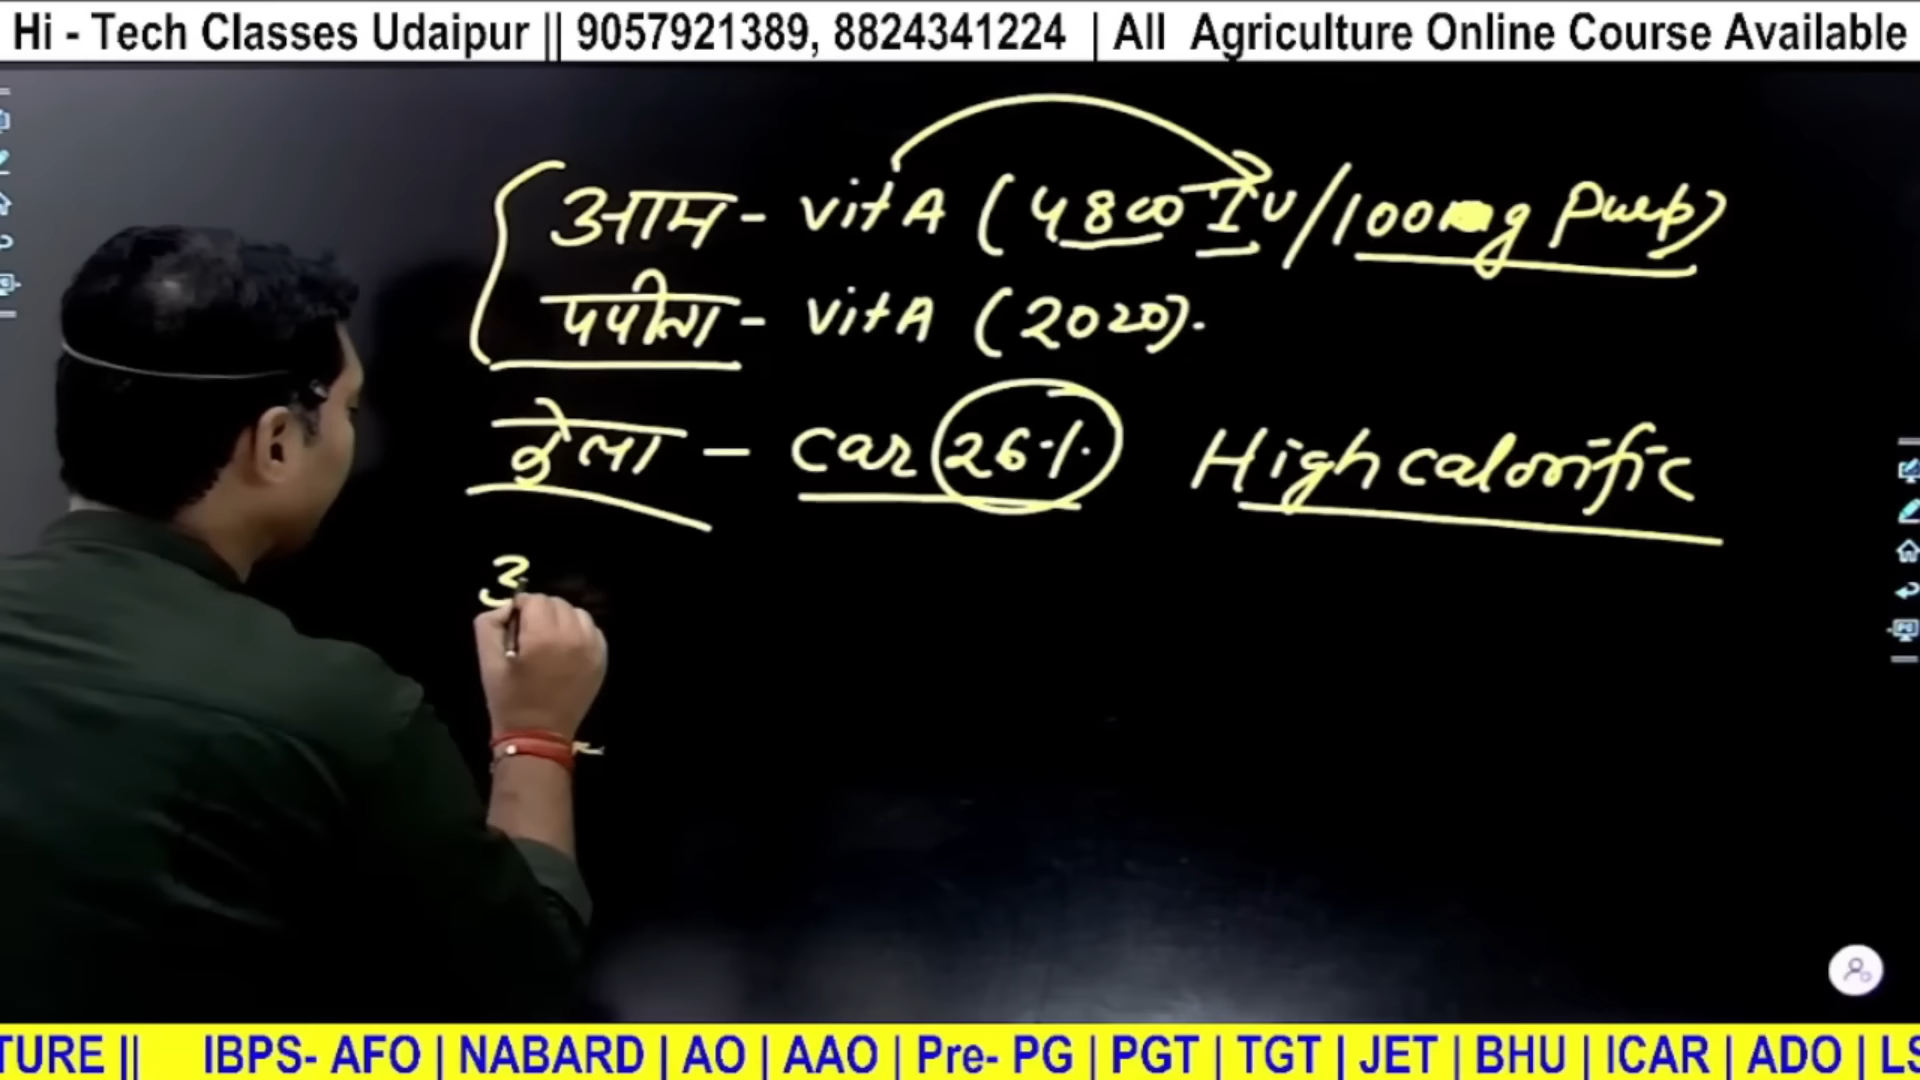 Hi - Tech Classes Udaipur || 9057921389, 8824341224 | All Agriculture Online Course Available
आम - vit A ( 4800 IU/100 g Pulp)
पपीता - vit A (2020).
केला - car 26%. High calorific
3
TURE || IBPS- AFO | NABARD | AO | AAO | Pre- PG | PGT | TGT | JET | BHU | ICAR | ADO | LS